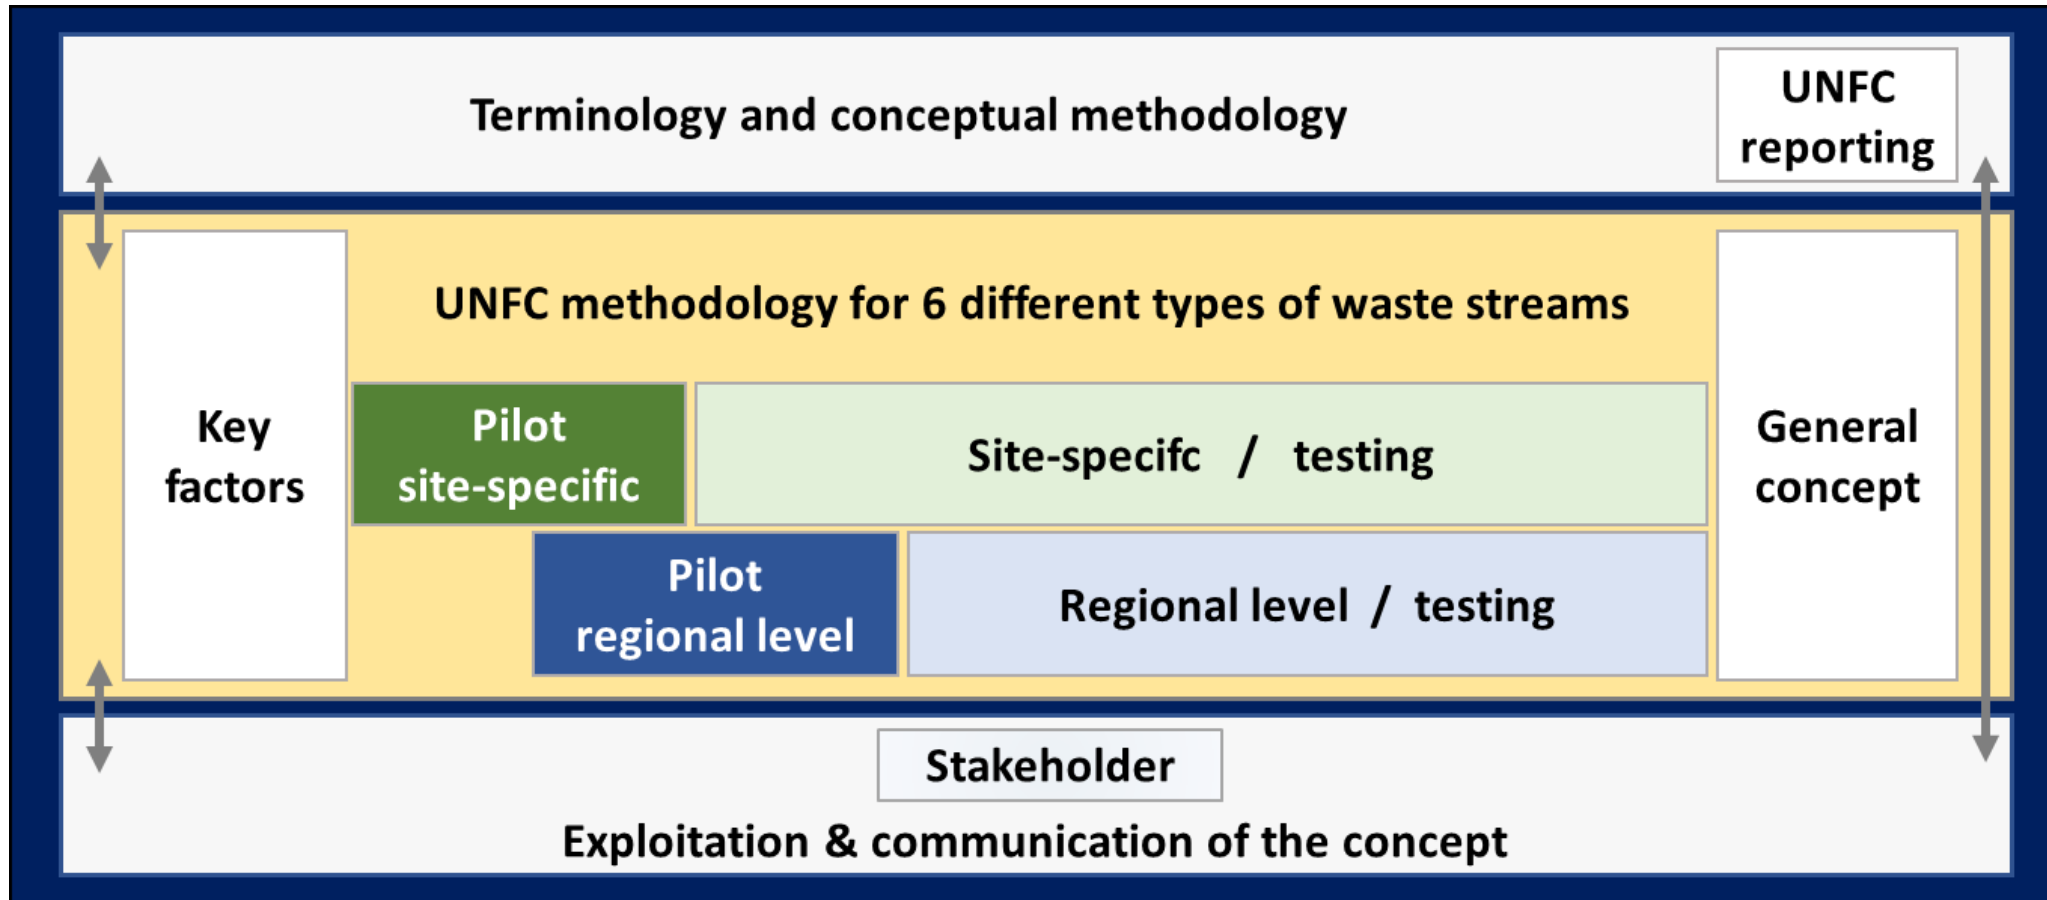 Terminology and conceptual methodology
UNFC
reporting
UNFC methodology for 6 different types of waste streams
Key
factors
Pilot
site-specific
Site-specifc / testing
General
concept
Pilot
regional level
Regional level / testing
Stakeholder
Exploitation & communication of the concept